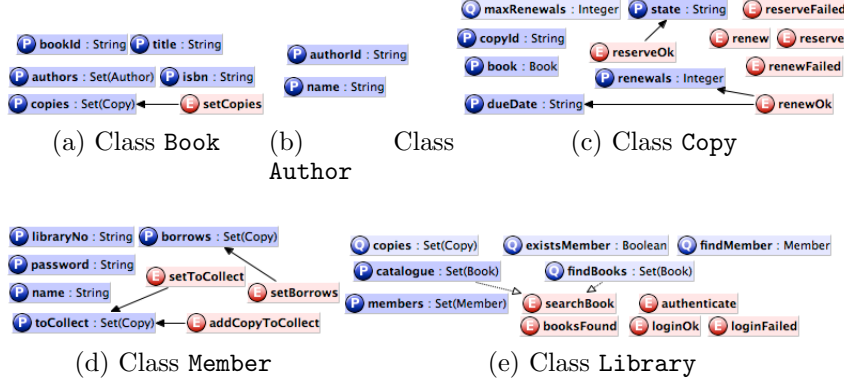 P bookId : String P title : String
P authors : Set(Author) P isbn : String
P copies : Set(Copy) E setCopies
(a) Class Book
P authorId : String
P name : String
(b) Class
Author
Q maxRenewals : Integer P state : String E reserveFailed
P copyId : String E reserveOk E renew E reserve
P book : Book E renewFailed
P renewals : Integer
P dueDate : String E renewOk
(c) Class Copy
P libraryNo : String P borrows : Set(Copy)
P password : String E setToCollect
P name : String E setBorrows
P toCollect : Set(Copy) E addCopyToCollect
(d) Class Member
Q copies : Set(Copy) Q existsMember : Boolean Q findMember : Member
P catalogue : Set(Book) Q findBooks : Set(Book)
P members : Set(Member) E searchBook E authenticate
E booksFound E loginOk E loginFailed
(e) Class Library